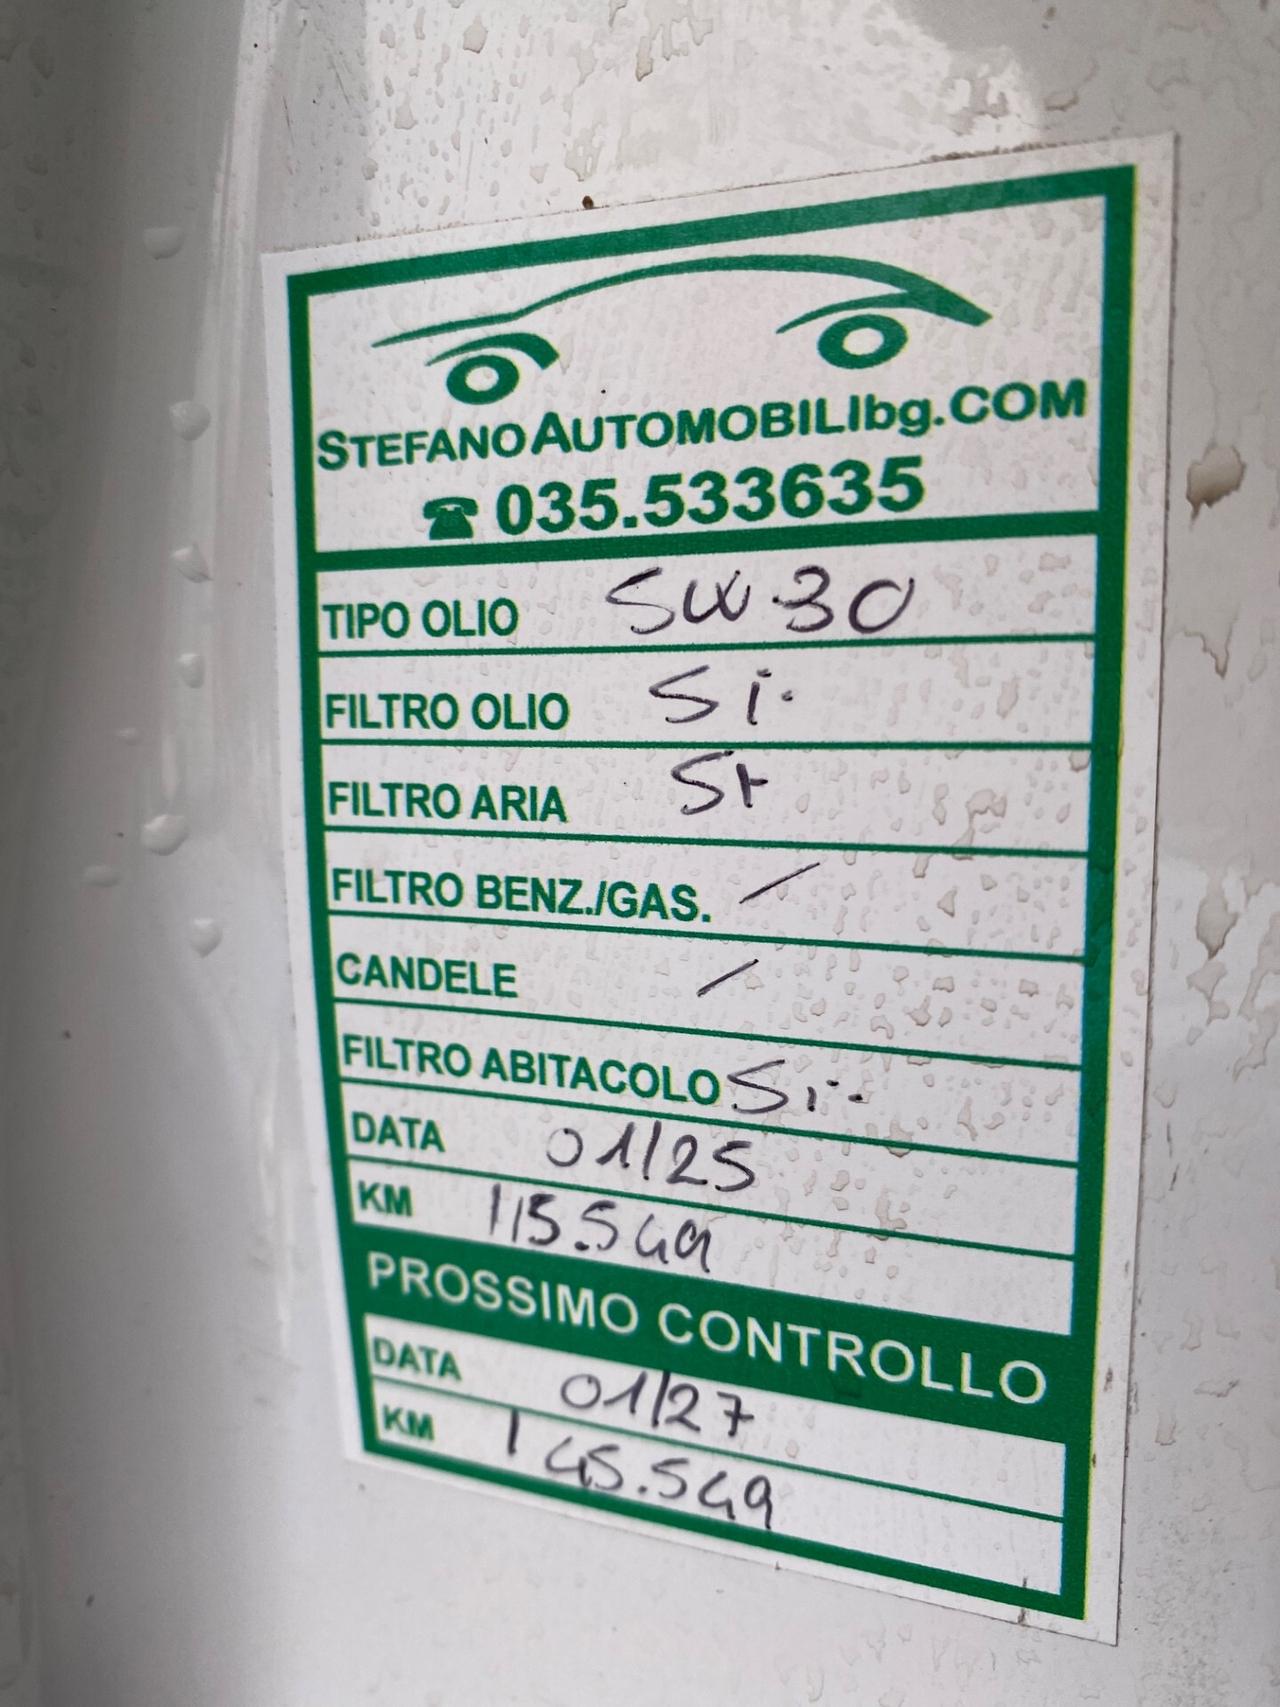 STEFANOAUTOMOBILIbg.COM
☎ 035.533635
TIPO OLIO 5W30
FILTRO OLIO Si.
FILTRO ARIA Si
FILTRO BENZ./GAS. /
CANDELE /
FILTRO ABITACOLO Si.
DATA 01/25
KM 115.549
PROSSIMO CONTROLLO
DATA 01/27
KM 145.549